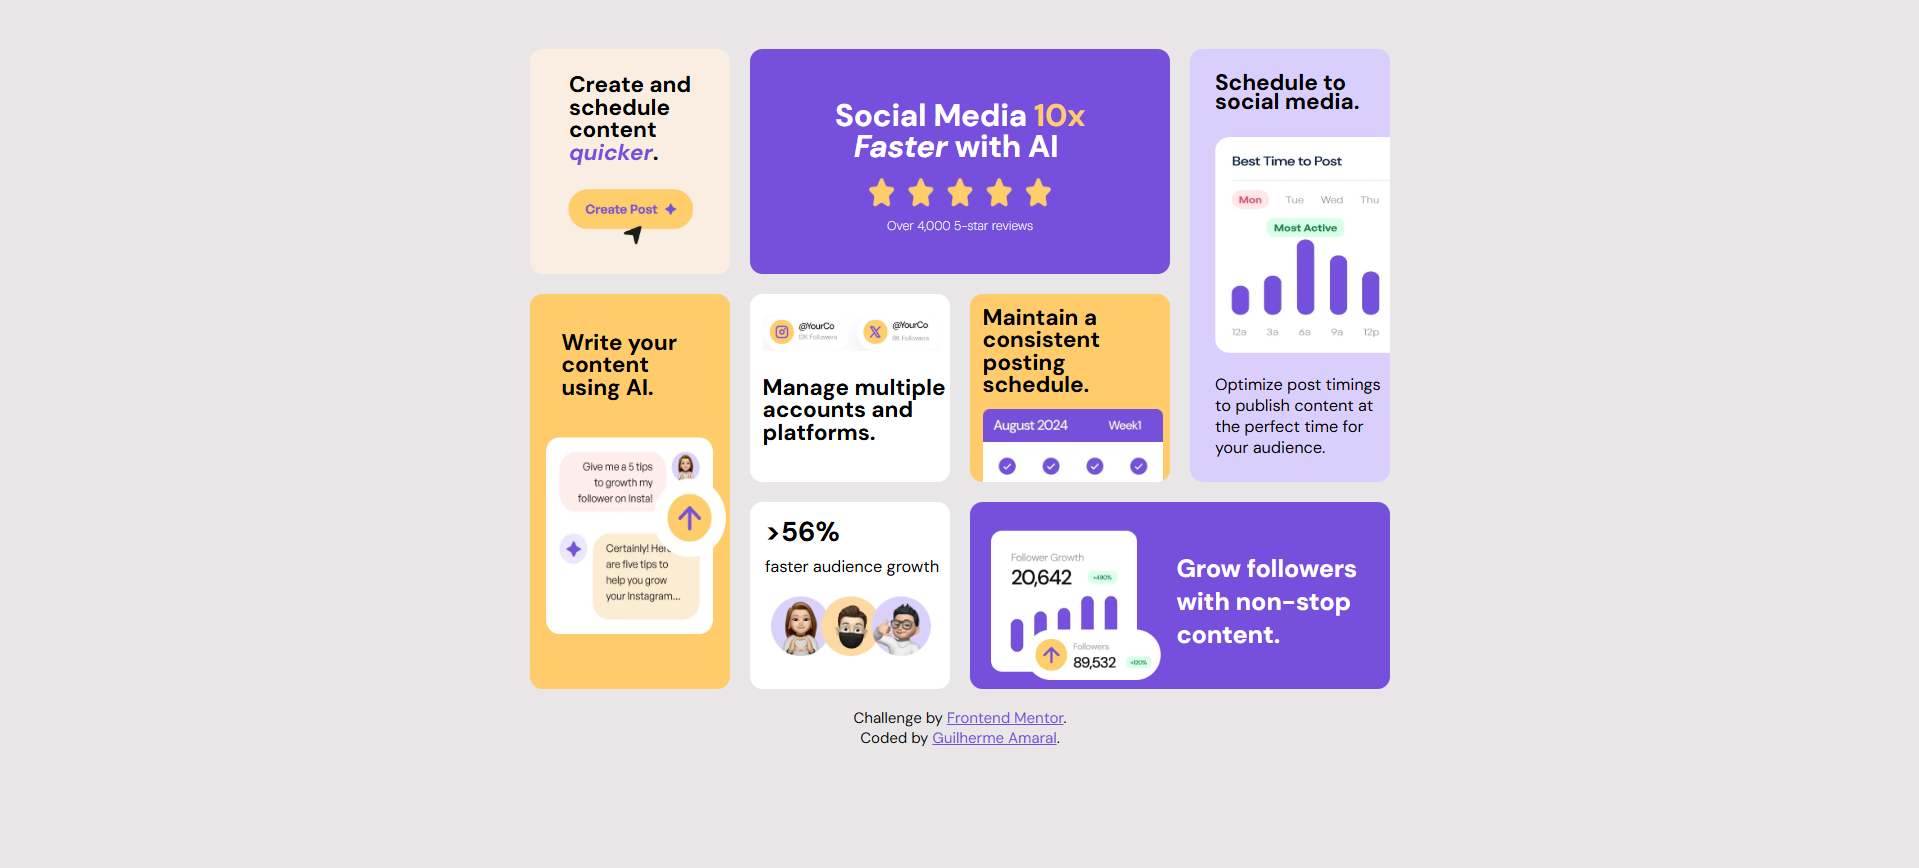 Create and
schedule
content
quicker.
Create Post
Social Media 10x
Faster with AI
Over 4,000 5-star reviews
Schedule to
social media.
Best Time to Post
Mon Tue Wed Thu
Most Active
12a 3a 6a 9a 12p
Optimize post timings
to publish content at
the perfect time for
your audience.
Write your
content
using AI.
Give me a 5 tips
to growth my
follower on Insta!
Certainly! Here
are five tips to
help you grow
your Instagram...
@YourCo
12K Followers
@YourCo
8K Followers
Manage multiple
accounts and
platforms.
Maintain a
consistent
posting
schedule.
August 2024 Week1
>56%
faster audience growth
Follower Growth
20,642 +490%
Followers
89,532 +120%
Grow followers
with non-stop
content.
Challenge by Frontend Mentor.
Coded by Guilherme Amaral.